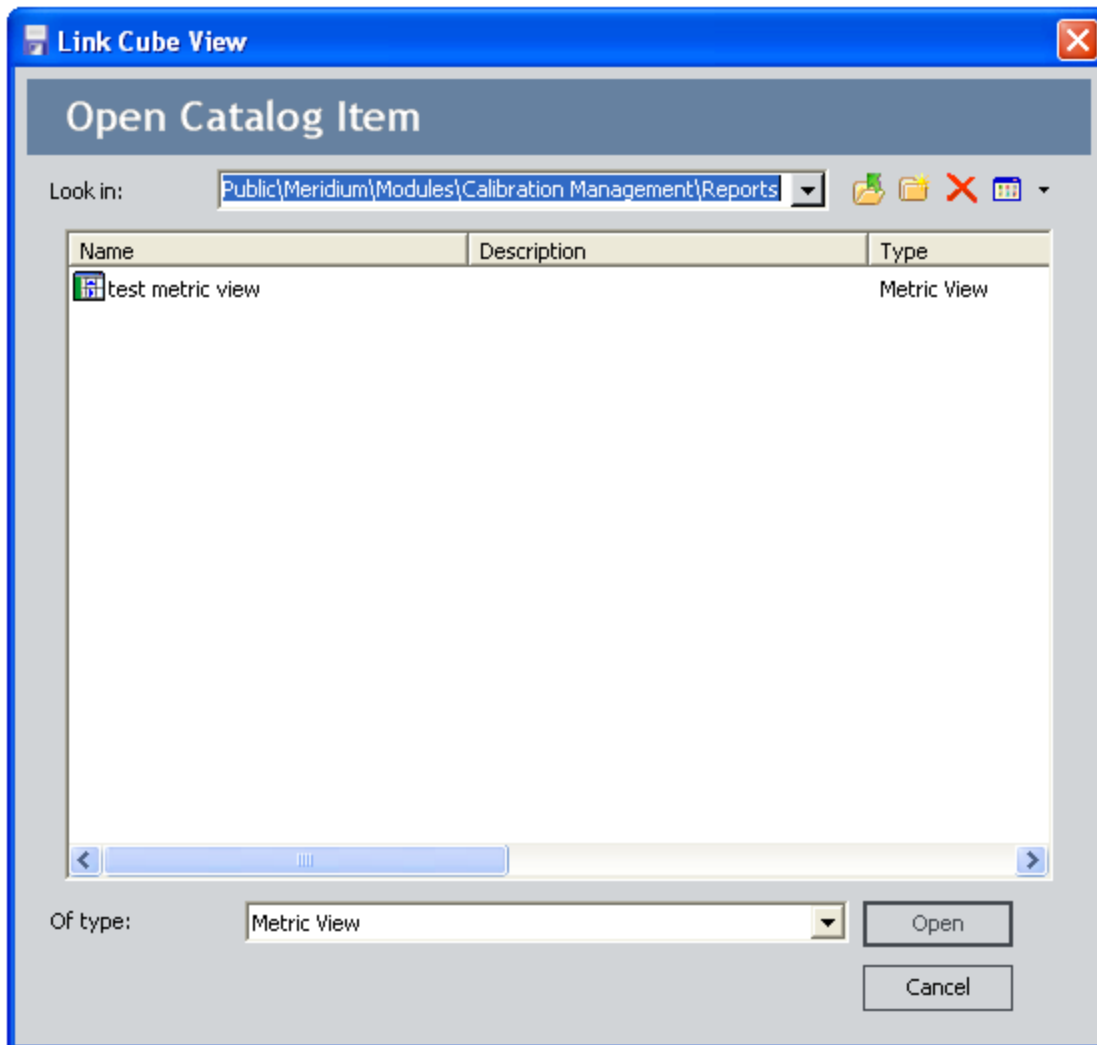 Link Cube View
Open Catalog Item
Look in: Public\Meridium\Modules\Calibration Management\Reports
Name Description Type
test metric view Metric View
Of type: Metric View Open
Cancel